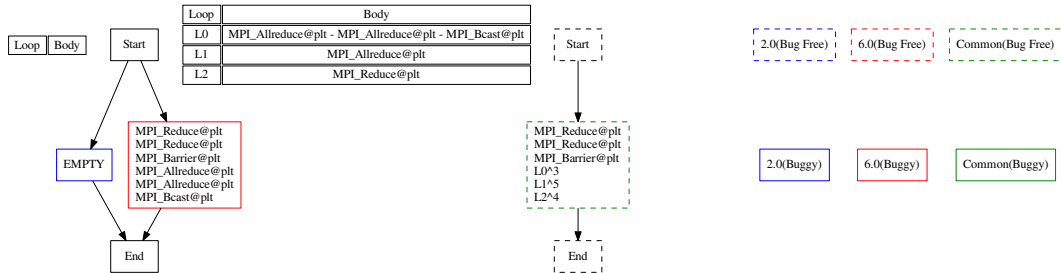 Loop Body
Start
Loop Body
L0 MPI_Allreduce@plt - MPI_Allreduce@plt - MPI_Bcast@plt
L1 MPI_Allreduce@plt
L2 MPI_Reduce@plt
Start
2.0(Bug Free)
6.0(Bug Free)
Common(Bug Free)
EMPTY
MPI_Reduce@plt
MPI_Reduce@plt
MPI_Barrier@plt
MPI_Allreduce@plt
MPI_Allreduce@plt
MPI_Bcast@plt
MPI_Reduce@plt
MPI_Reduce@plt
MPI_Barrier@plt
L0^3
L1^5
L2^4
2.0(Buggy)
6.0(Buggy)
Common(Buggy)
End
End